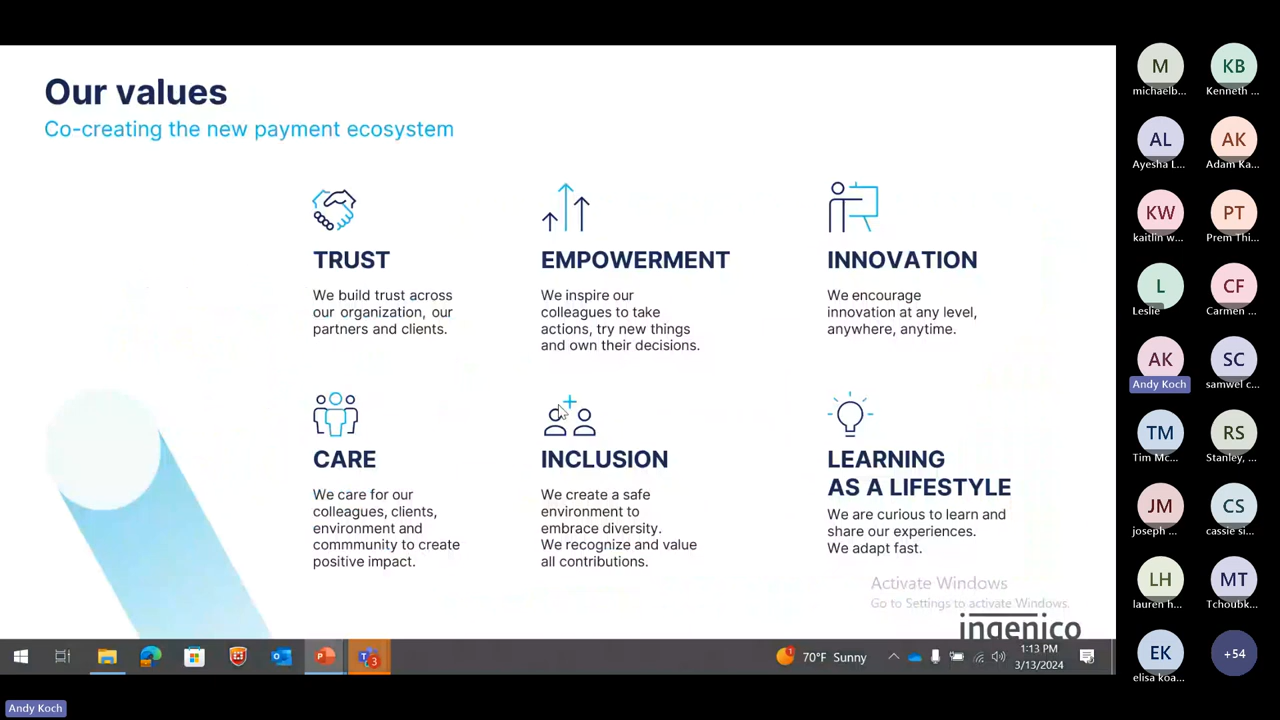 Our values
Co-creating the new payment ecosystem
TRUST
We build trust across
our organization, our
partners and clients.
EMPOWERMENT
We inspire our
colleagues to take
actions, try new things
and own their decisions.
INNOVATION
We encourage
innovation at any level,
anywhere, anytime.
CARE
We care for our
colleagues, clients,
environment and
commmunity to create
positive impact.
INCLUSION
We create a safe
environment to
embrace diversity.
We recognize and value
all contributions.
LEARNING
AS A LIFESTYLE
We are curious to learn and
share our experiences.
We adapt fast.
Activate Windows
Go to Settings to activate Windows.
ingenico
3
1
70°F Sunny
1:13 PM
3/13/2024
M
michaelb...
KB
Kenneth ...
AL
Ayesha L...
AK
Adam Ka...
KW
kaitlin w...
PT
Prem Thi...
L
Leslie
CF
Carmen ...
AK
Andy Koch
SC
samwel c...
TM
Tim Mc...
RS
Stanley, ...
JM
joseph ...
CS
cassie si...
LH
lauren h...
MT
Tchoubk...
EK
elisa koa...
+54
Andy Koch